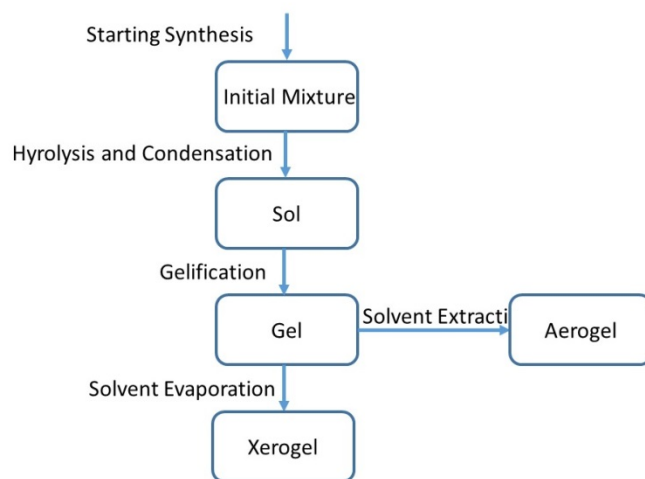 Starting Synthesis
Initial Mixture
Hyrolysis and Condensation
Sol
Gelification
Gel
Solvent Extracti
Aerogel
Solvent Evaporation
Xerogel